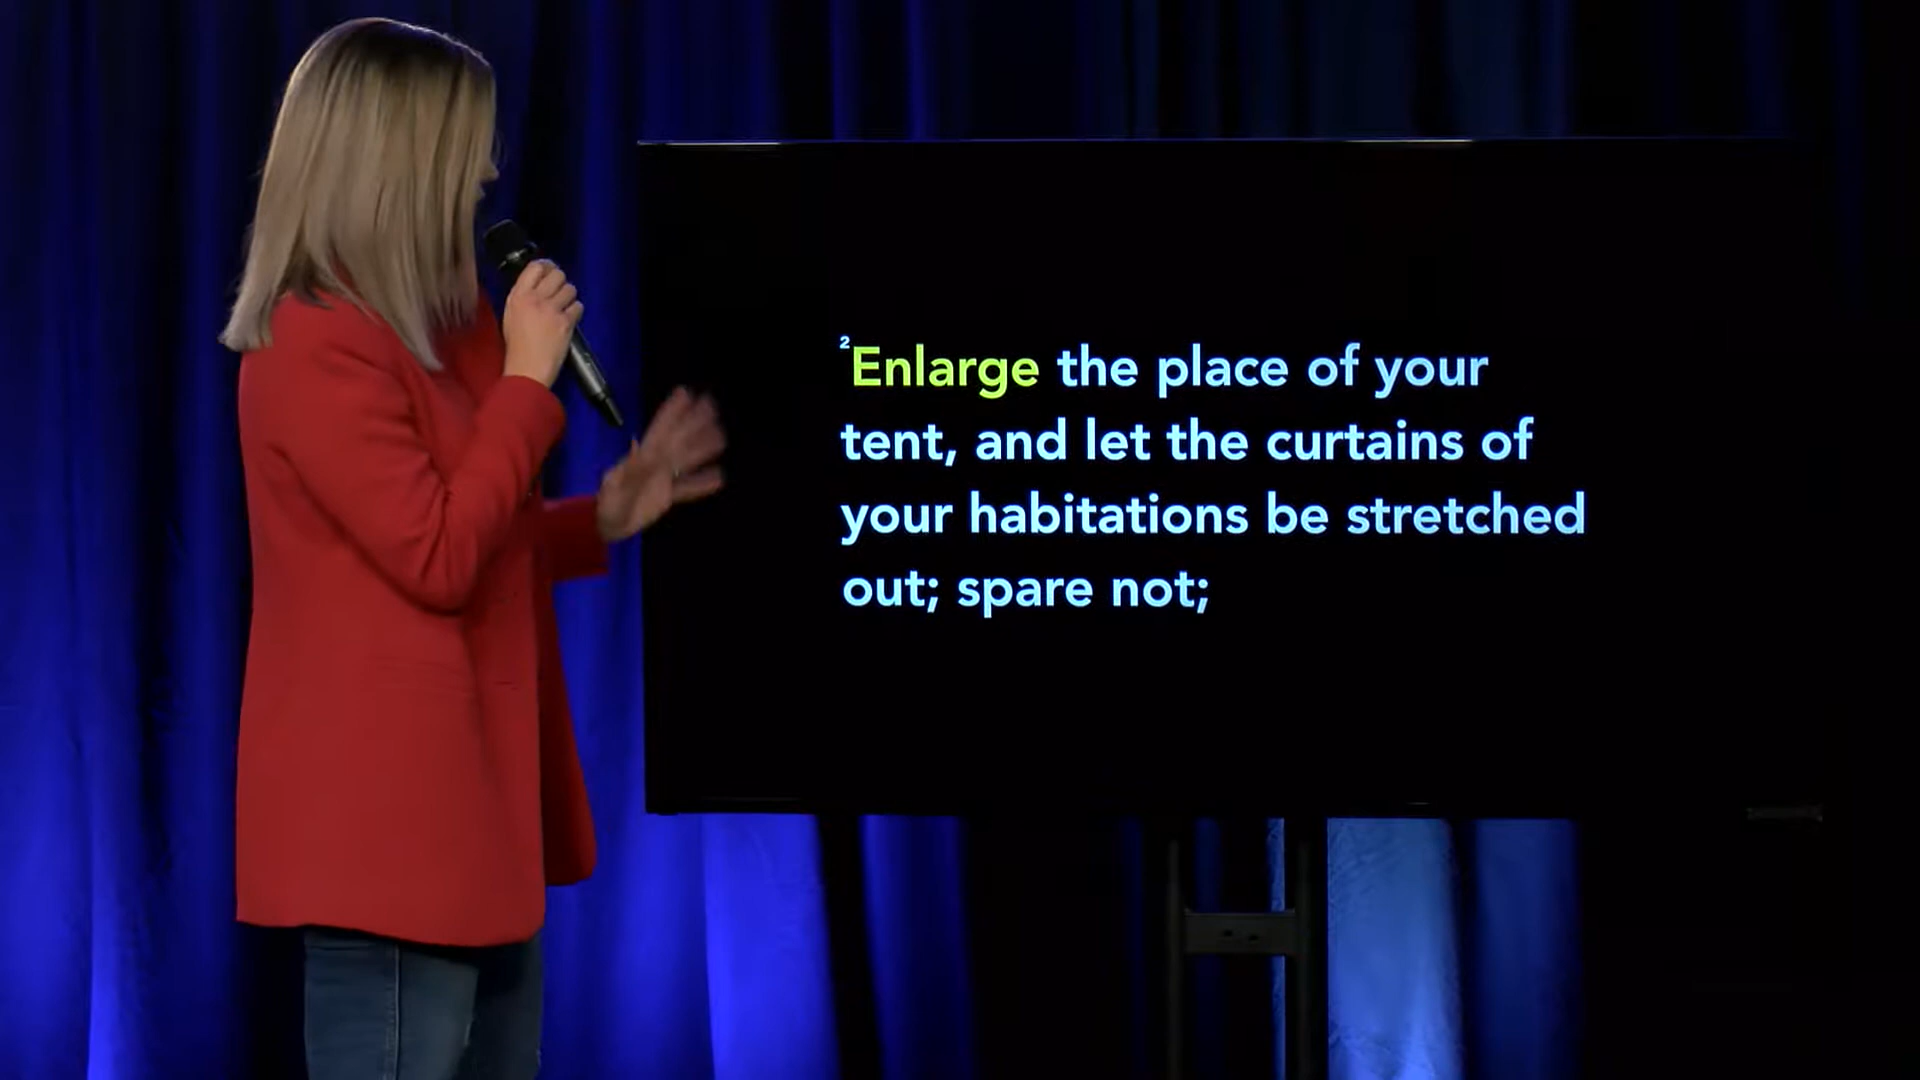 ²Enlarge the place of your
tent, and let the curtains of
your habitations be stretched
out; spare not;